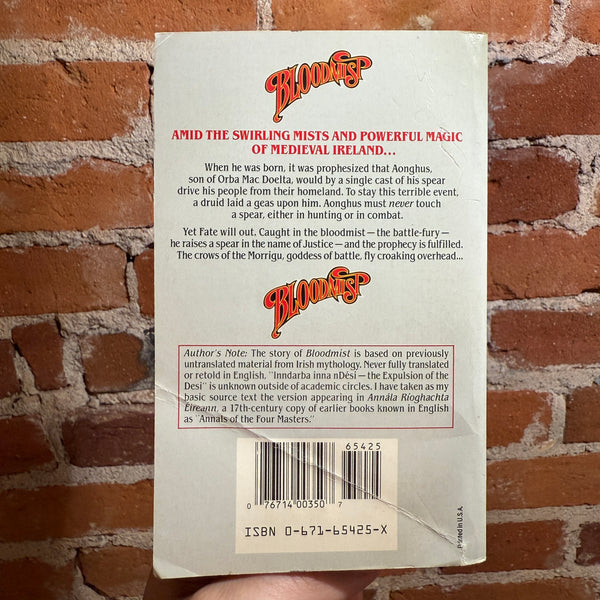 BLOODMIST
AMID THE SWIRLING MISTS AND POWERFUL MAGIC
OF MEDIEVAL IRELAND...
When he was born, it was prophesized that Aonghus,
son of Orba Mac Doelta, would by a single cast of his spear
drive his people from their homeland. To stay this terrible event,
a druid laid a geas upon him. Aonghus must never touch
a spear, either in hunting or in combat.
Yet Fate will out. Caught in the bloodmist — the battle-fury —
he raises a spear in the name of Justice — and the prophecy is fulfilled.
The crows of the Morrigu, goddess of battle, fly croaking overhead...
BLOODMIST
Author's Note: The story of Bloodmist is based on previously
untranslated material from Irish mythology. Never fully translated
or retold in English, "Inndarba inna nDési — the Expulsion of the
Desi" is unknown outside of academic circles. I have taken as my
basic source text the version appearing in Annála Ríoghachta
Éireann, a 17th-century copy of earlier books known in English
as "Annals of the Four Masters."
65425
0 76714 00350 7
ISBN 0-671-65425-X
Printed in U.S.A.